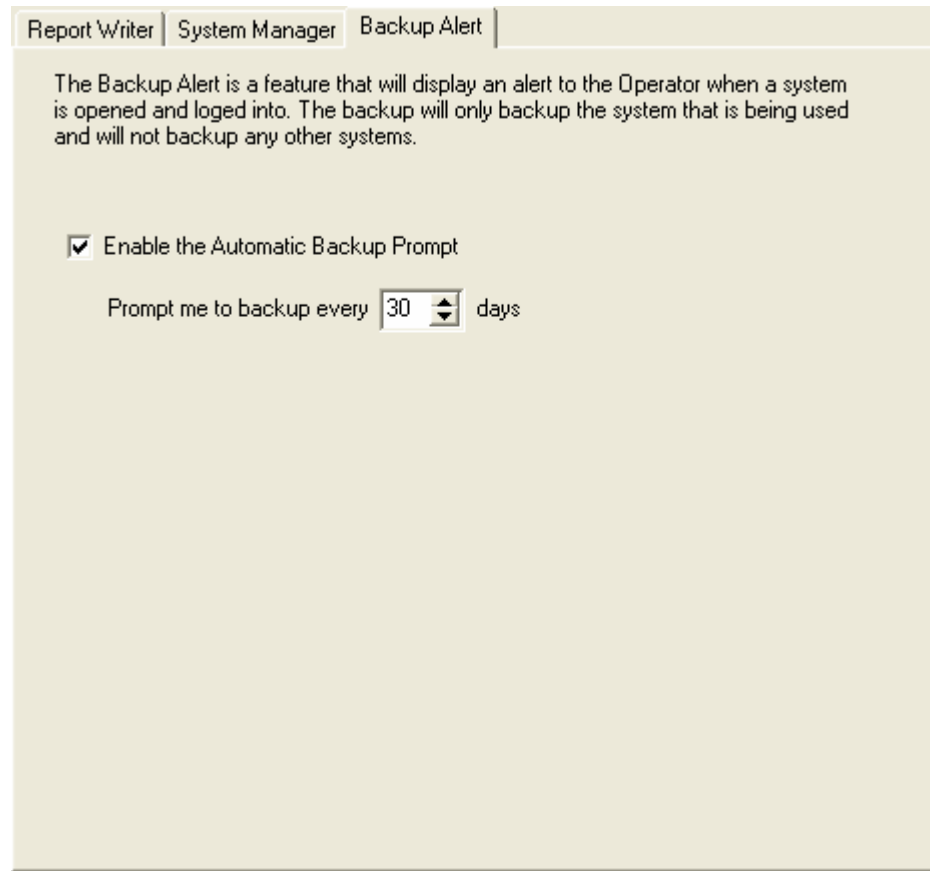 Report Writer System Manager Backup Alert
The Backup Alert is a feature that will display an alert to the Operator when a system
is opened and loged into. The backup will only backup the system that is being used
and will not backup any other systems.
Enable the Automatic Backup Prompt
Prompt me to backup every 30 days